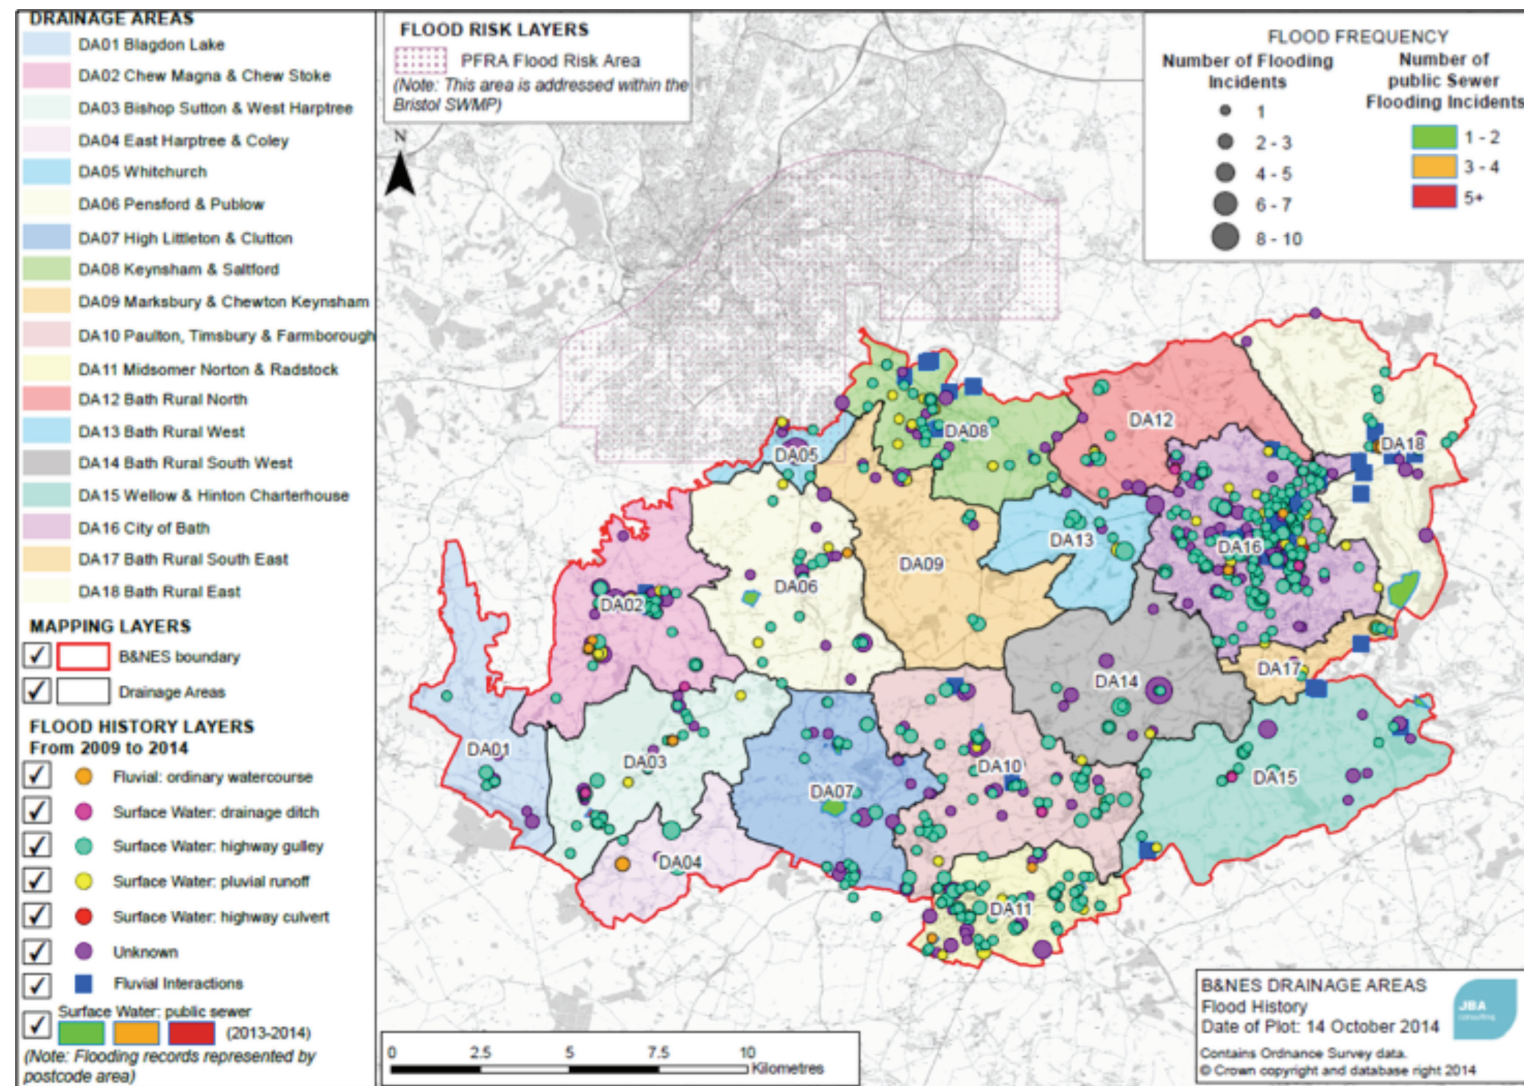 DRAINAGE AREAS
DA01 Blagdon Lake
DA02 Chew Magna & Chew Stoke
DA03 Bishop Sutton & West Harptree
DA04 East Harptree & Coley
DA05 Whitchurch
DA06 Pensford & Publow
DA07 High Littleton & Clutton
DA08 Keynsham & Saltford
DA09 Marksbury & Chewton Keynsham
DA10 Paulton, Timsbury & Farmborough
DA11 Midsomer Norton & Radstock
DA12 Bath Rural North
DA13 Bath Rural West
DA14 Bath Rural South West
DA15 Wellow & Hinton Charterhouse
DA16 City of Bath
DA17 Bath Rural South East
DA18 Bath Rural East
MAPPING LAYERS
B&NES boundary
Drainage Areas
FLOOD HISTORY LAYERS
From 2009 to 2014
Fluvial: ordinary watercourse
Surface Water: drainage ditch
Surface Water: highway gulley
Surface Water: pluvial runoff
Surface Water: highway culvert
Unknown
Fluvial Interactions
Surface Water: public sewer
(2013-2014)
(Note: Flooding records represented by
postcode area)
FLOOD RISK LAYERS
PFRA Flood Risk Area
(Note: This area is addressed within the
Bristol SWMP)
N
FLOOD FREQUENCY
Number of Flooding
Incidents
1
2 - 3
4 - 5
6 - 7
8 - 10
Number of
public Sewer
Flooding Incidents
1 - 2
3 - 4
5+
DA12
DA08
DA18
DA05
DA13
DA16
DA09
DA06
DA02
DA17
DA14
DA01
DA03
DA10
DA15
DA07
DA04
DA11
0 2.5 5 7.5 10
Kilometres
B&NES DRAINAGE AREAS
Flood History
Date of Plot: 14 October 2014
JBA
consulting
Contains Ordnance Survey data.
© Crown copyright and database right 2014